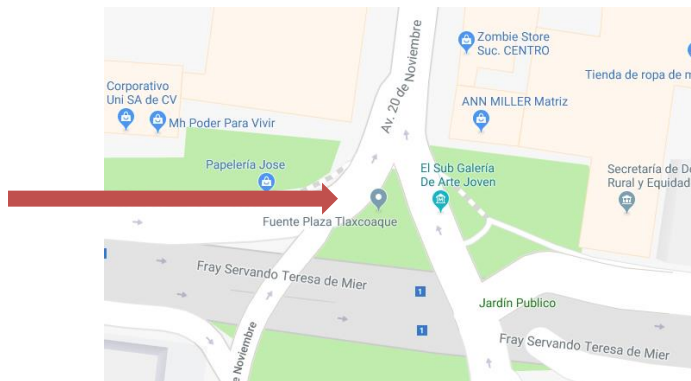 Zombie Store
Suc. CENTRO
Tienda de ropa de m
Corporativo
Uni SA de CV
ANN MILLER Matriz
Mh Poder Para Vivir
Av. 20 de Noviembre
Papelería Jose
El Sub Galería
De Arte Joven
Secretaría de De
Rural y Equidad
Fuente Plaza Tlaxcoaque
Fray Servando Teresa de Mier
1
Jardín Publico
1
Fray Servando Teresa de Mier
e Noviembre